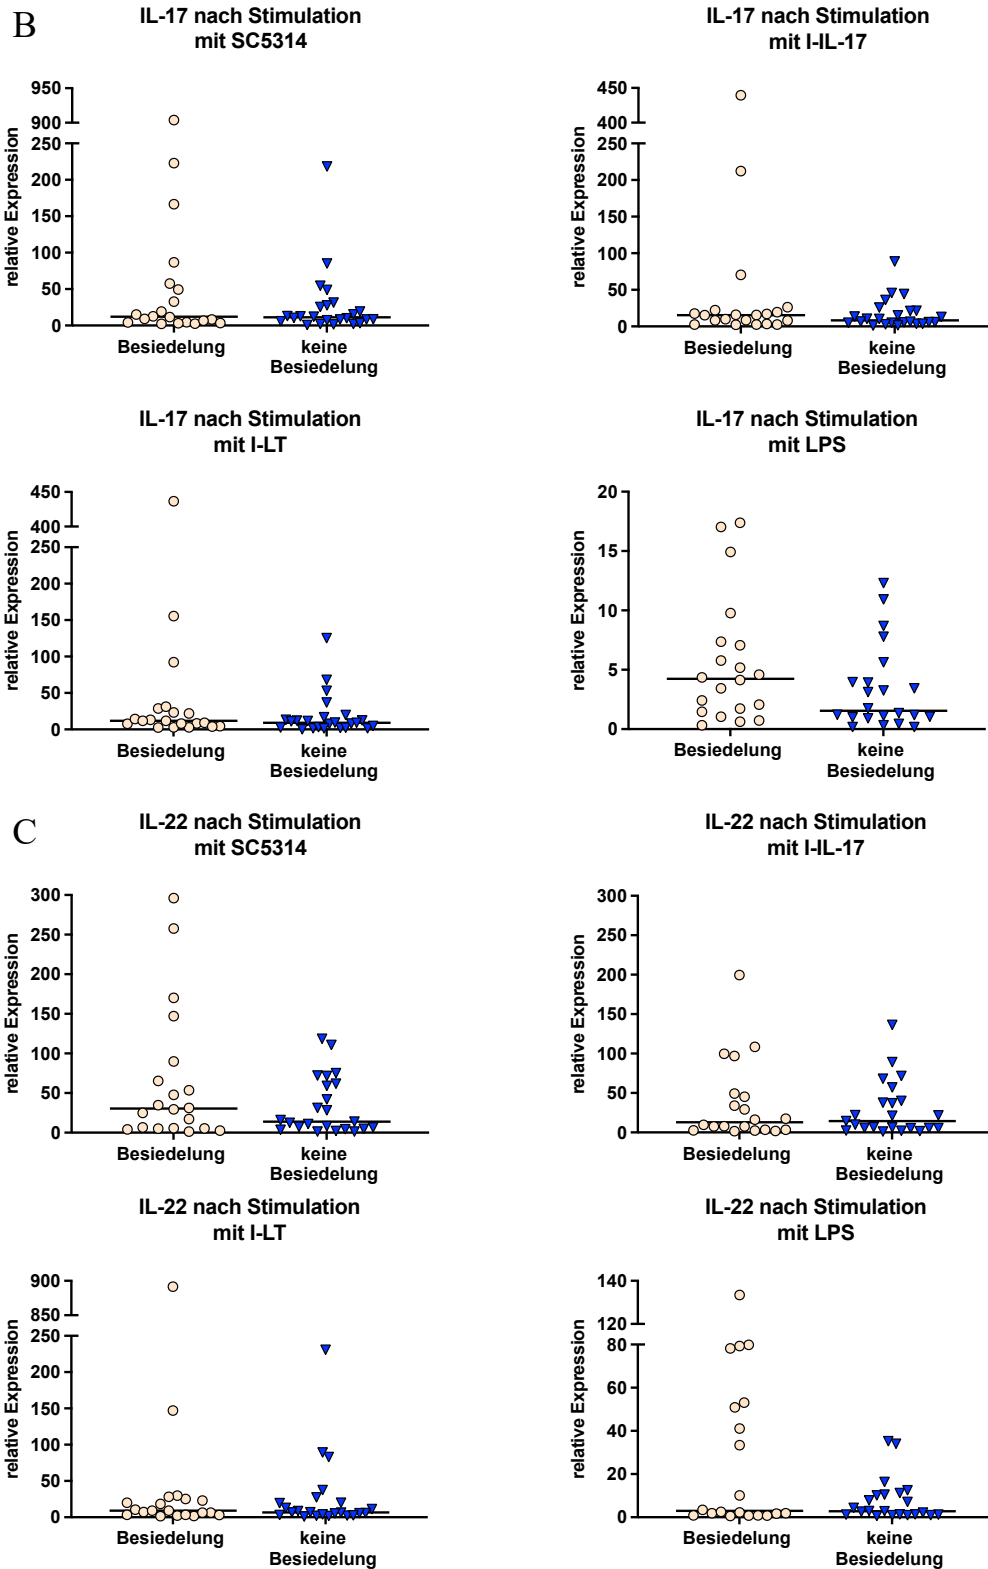 B
IL-17 nach Stimulation
mit SC5314
relative Expression
950
900
250
200
150
100
50
0
Besiedelung
keine
Besiedelung
IL-17 nach Stimulation
mit I-IL-17
relative Expression
450
400
250
200
150
100
50
0
Besiedelung
keine
Besiedelung
IL-17 nach Stimulation
mit I-LT
relative Expression
450
400
250
200
150
100
50
0
Besiedelung
keine
Besiedelung
IL-17 nach Stimulation
mit LPS
relative Expression
20
15
10
5
0
Besiedelung
keine
Besiedelung
C
IL-22 nach Stimulation
mit SC5314
relative Expression
300
250
200
150
100
50
0
Besiedelung
keine
Besiedelung
IL-22 nach Stimulation
mit I-IL-17
relative Expression
300
250
200
150
100
50
0
Besiedelung
keine
Besiedelung
IL-22 nach Stimulation
mit I-LT
relative Expression
900
850
250
200
150
100
50
0
Besiedelung
keine
Besiedelung
IL-22 nach Stimulation
mit LPS
relative Expression
140
120
80
60
40
20
0
Besiedelung
keine
Besiedelung